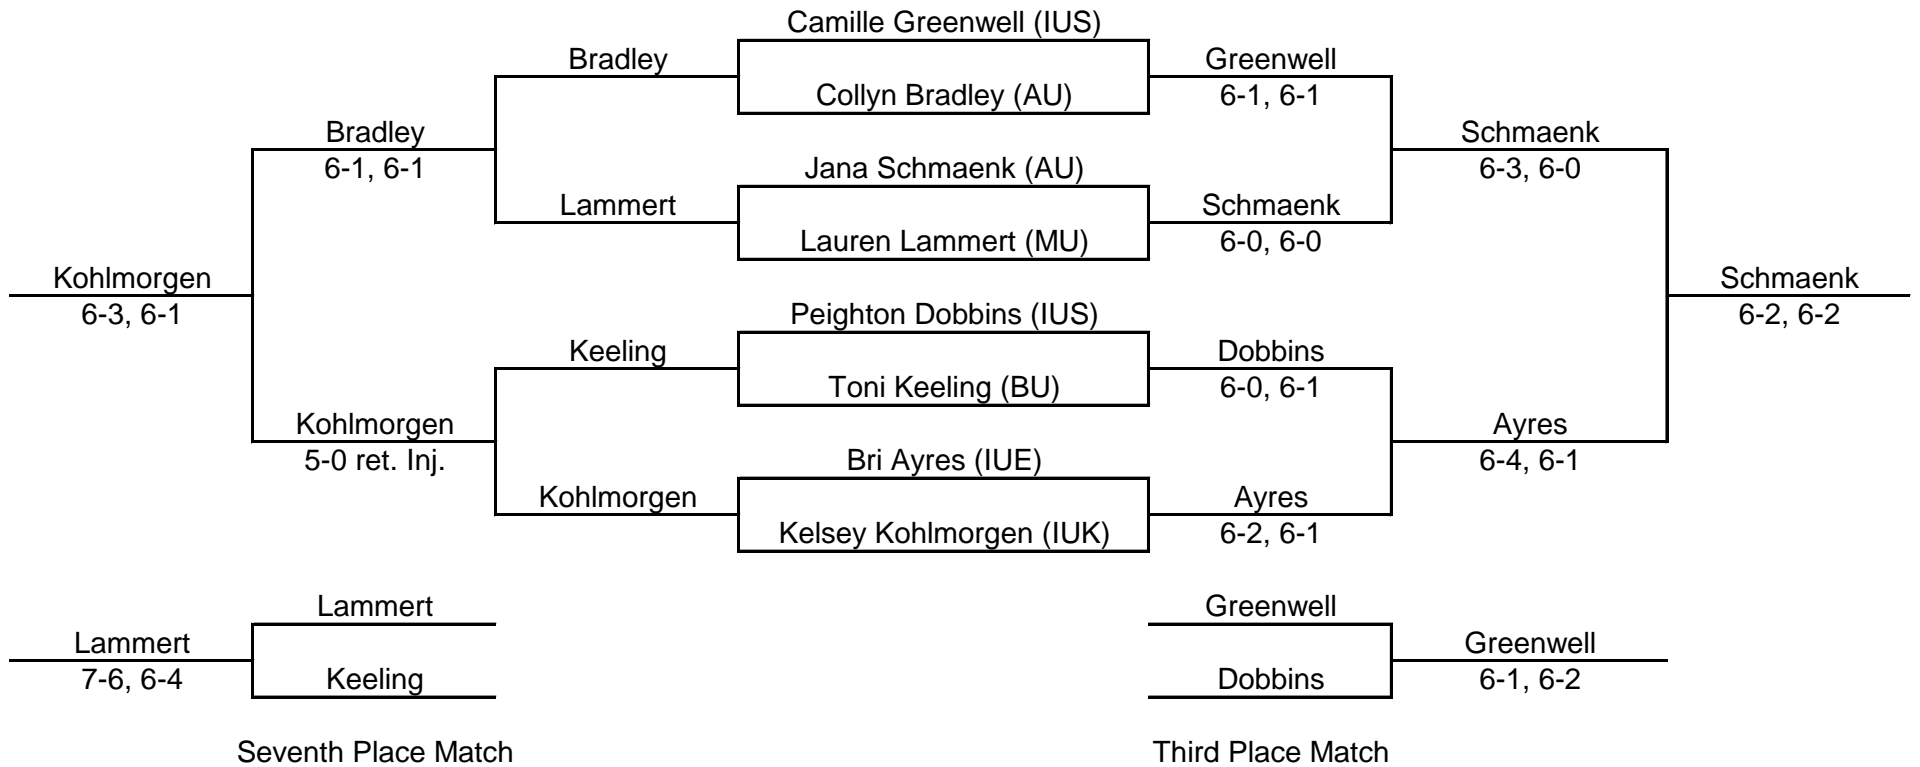 Camille Greenwell (IUS)
Bradley
Greenwell
Collyn Bradley (AU)
6-1, 6-1
Bradley
Schmaenk
6-1, 6-1
Jana Schmaenk (AU)
6-3, 6-0
Lammert
Schmaenk
Lauren Lammert (MU)
6-0, 6-0
Kohlmorgen
Schmaenk
6-3, 6-1
Peighton Dobbins (IUS)
6-2, 6-2
Keeling
Dobbins
Toni Keeling (BU)
6-0, 6-1
Kohlmorgen
Ayres
5-0 ret. Inj.
Bri Ayres (IUE)
6-4, 6-1
Kohlmorgen
Ayres
Kelsey Kohlmorgen (IUK)
6-2, 6-1
Lammert
Greenwell
Lammert
Greenwell
7-6, 6-4
Keeling
Dobbins
6-1, 6-2
Seventh Place Match
Third Place Match